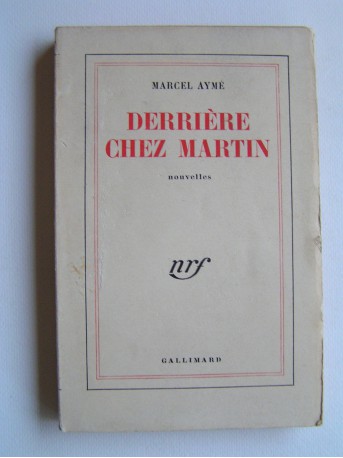 MARCEL AYMÉ
DERRIÈRE
CHEZ MARTIN
nouvelles
nrf
GALLIMARD